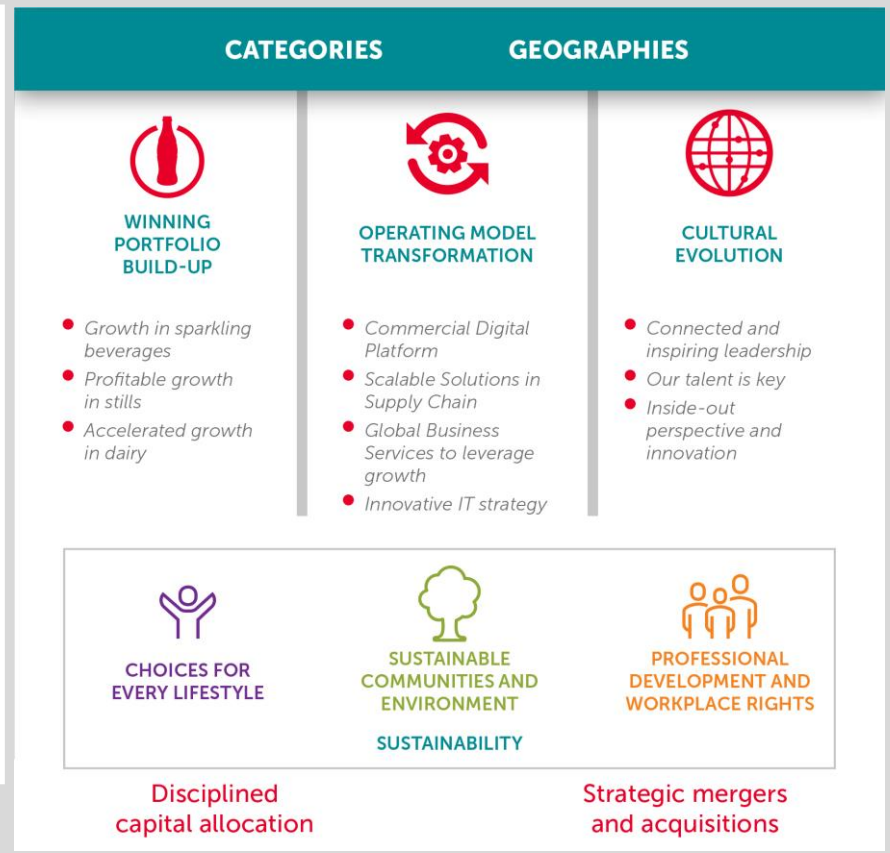 CATEGORIES
GEOGRAPHIES
WINNING
PORTFOLIO
BUILD-UP
Growth in sparkling
beverages
Profitable growth
in stills
Accelerated growth
in dairy
OPERATING MODEL
TRANSFORMATION
Commercial Digital
Platform
Scalable Solutions in
Supply Chain
Global Business
Services to leverage
growth
Innovative IT strategy
CULTURAL
EVOLUTION
Connected and
inspiring leadership
Our talent is key
Inside-out
perspective and
innovation
CHOICES FOR
EVERY LIFESTYLE
SUSTAINABLE
COMMUNITIES AND
ENVIRONMENT
PROFESSIONAL
DEVELOPMENT AND
WORKPLACE RIGHTS
SUSTAINABILITY
Disciplined
capital allocation
Strategic mergers
and acquisitions